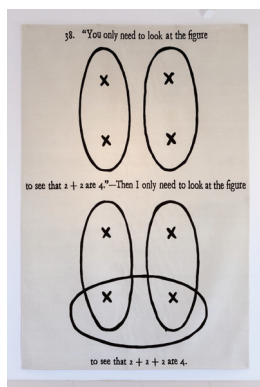 38. "You only need to look at the figure
to see that 2 + 2 are 4."—Then I only need to look at the figure
to see that 2 + 2 + 2 are 4.